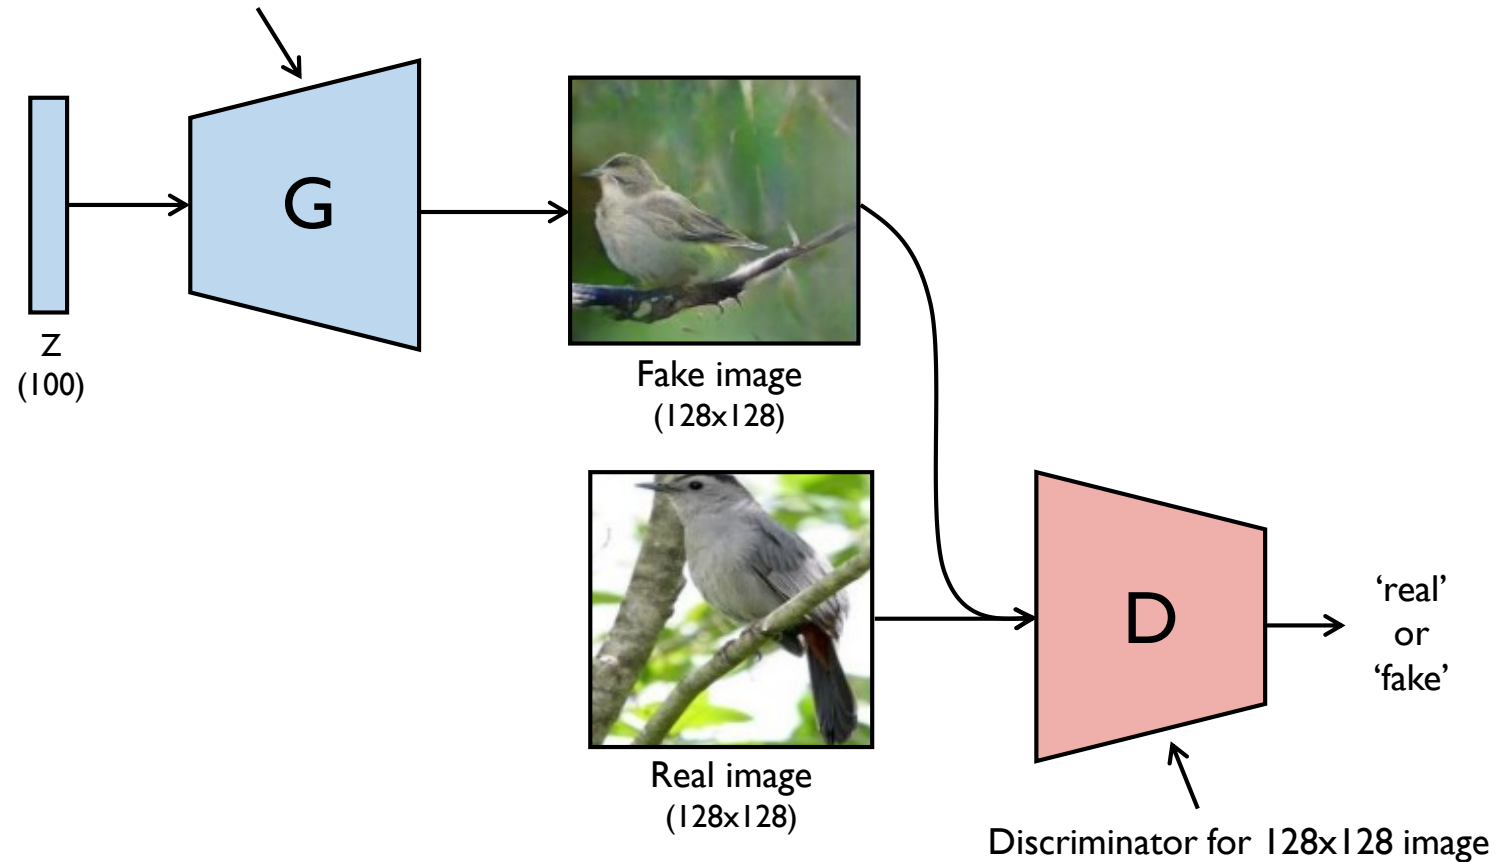 G
z
(100)
Fake image
(128x128)
Real image
(128x128)
D
‘real’
or
‘fake’
Discriminator for 128x128 image